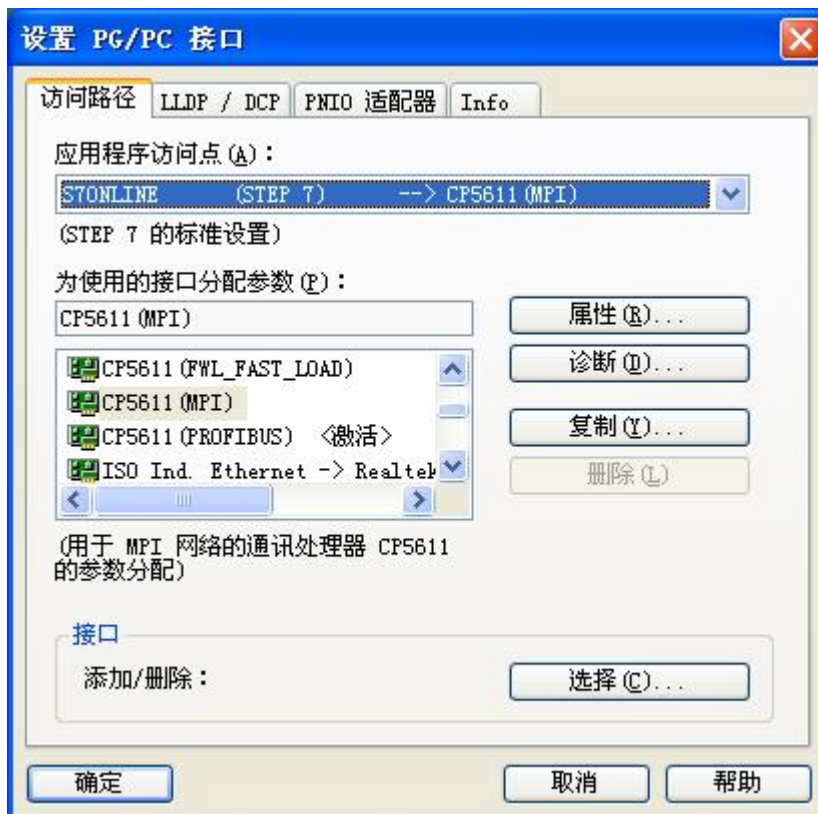 设置 PG/PC 接口
访问路径 LLDP / DCP PNIO 适配器 Info
应用程序访问点(A)：
S7ONLINE (STEP 7) --> CP5611(MPI)
(STEP 7 的标准设置)
为使用的接口分配参数(P)：
CP5611(MPI)
属性(R)...
CP5611(FWL_FAST_LOAD)
诊断(D)...
CP5611(MPI)
CP5611(PROFIBUS) <激活>
复制(Y)...
ISO Ind. Ethernet -> Realtek
删除(L)
(用于 MPI 网络的通讯处理器 CP5611
的参数分配)
接口
添加/删除：
选择(C)...
确定 取消 帮助